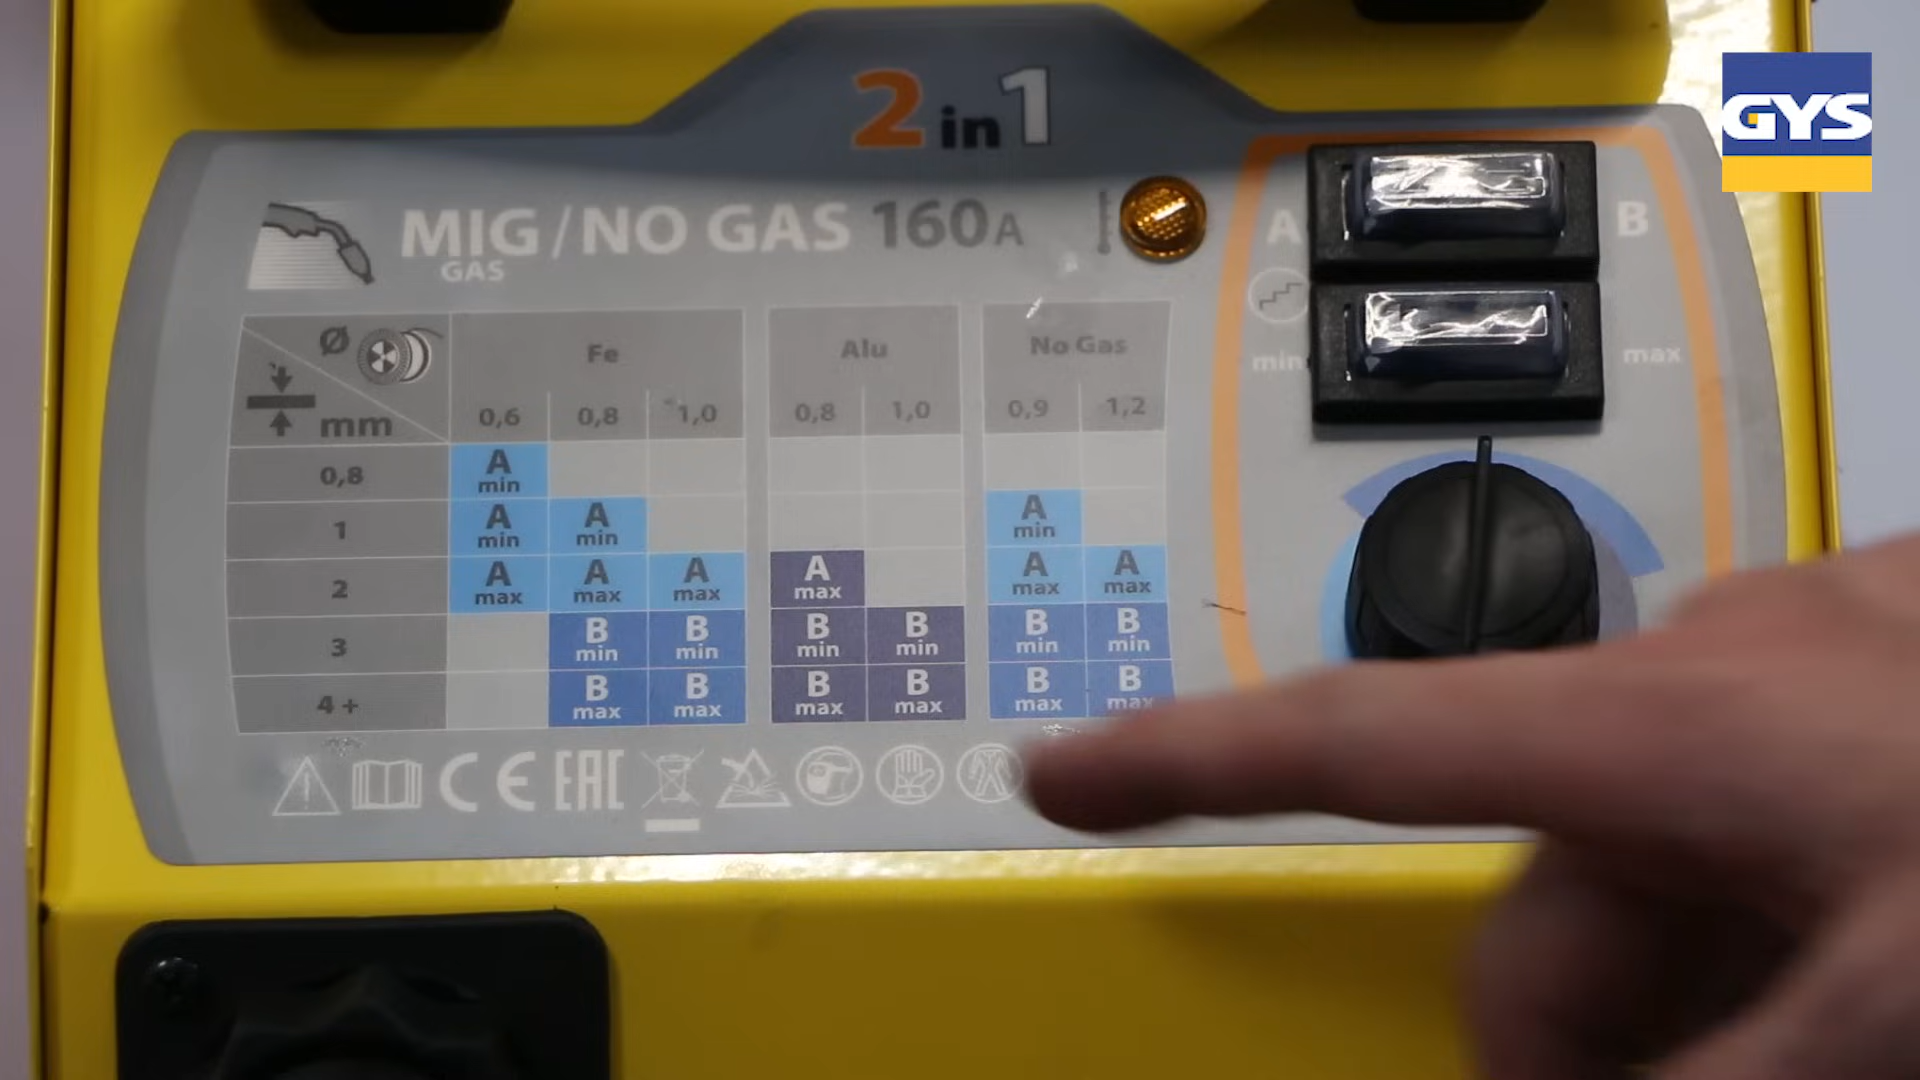 2 in 1
GYS
MIG / NO GAS 160A
GAS
A B
min max
Ø Fe Alu No Gas
mm 0,6 0,8 1,0 0,8 1,0 0,9 1,2
0,8 A min
1 A min A min A min
2 A max A max A max A max A max A max
3 B min B min B min B min B min B min
4+ B max B max B max B max B max B max
CE EAC